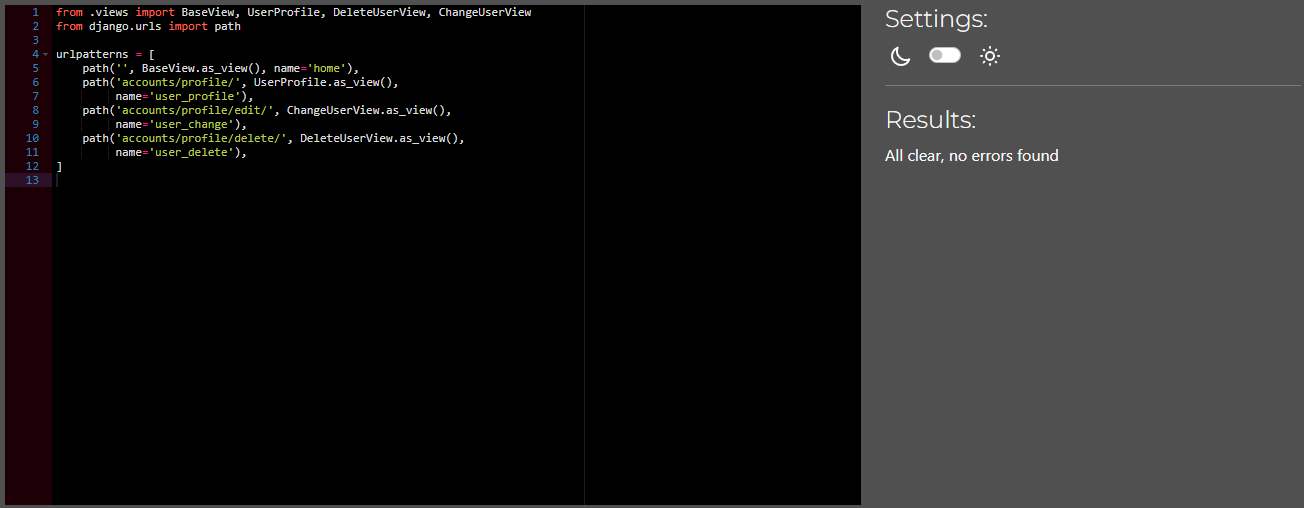 1 from .views import BaseView, UserProfile, DeleteUserView, ChangeUserView
2 from django.urls import path
3
4 urlpatterns = [
5     path('', BaseView.as_view(), name='home'),
6     path('accounts/profile/', UserProfile.as_view(),
7          name='user_profile'),
8     path('accounts/profile/edit/', ChangeUserView.as_view(),
9          name='user_change'),
10     path('accounts/profile/delete/', DeleteUserView.as_view(),
11          name='user_delete'),
12 ]
13
Settings:
Results:
All clear, no errors found